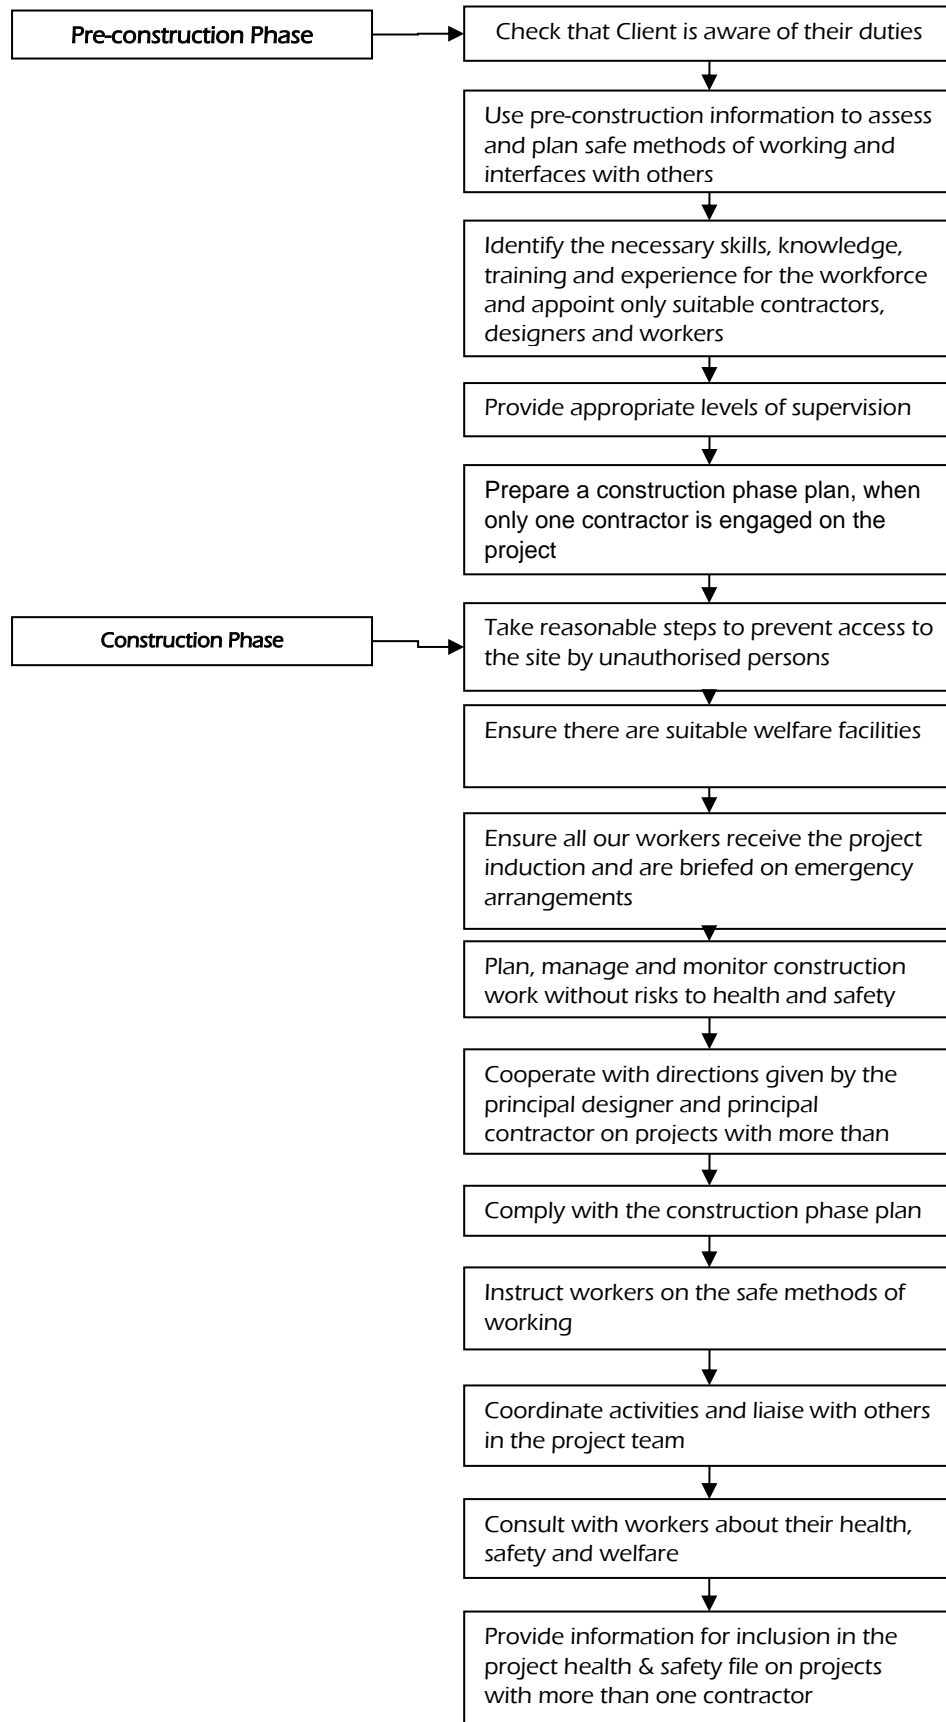 Pre-construction Phase
Check that Client is aware of their duties
Use pre-construction information to assess
and plan safe methods of working and
interfaces with others
Identify the necessary skills, knowledge,
training and experience for the workforce
and appoint only suitable contractors,
designers and workers
Provide appropriate levels of supervision
Prepare a construction phase plan, when
only one contractor is engaged on the
project
Construction Phase
Take reasonable steps to prevent access to
the site by unauthorised persons
Ensure there are suitable welfare facilities
Ensure all our workers receive the project
induction and are briefed on emergency
arrangements
Plan, manage and monitor construction
work without risks to health and safety
Cooperate with directions given by the
principal designer and principal
contractor on projects with more than
Comply with the construction phase plan
Instruct workers on the safe methods of
working
Coordinate activities and liaise with others
in the project team
Consult with workers about their health,
safety and welfare
Provide information for inclusion in the
project health & safety file on projects
with more than one contractor